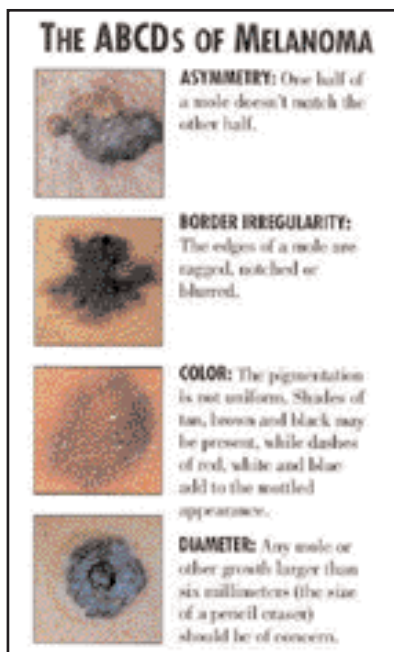 THE ABCDS OF MELANOMA
ASYMMETRY: One half of
a mole doesn't match the
other half.
BORDER IRREGULARITY:
The edges of a mole are
ragged, notched or
blurred.
COLOR: The pigmentation
is not uniform. Shades of
tan, brown and black may
be present, while dashes
of red, white and blue
add to the mottled
appearance.
DIAMETER: Any mole or
other growth larger than
six millimeters (the size
of a pencil eraser)
should be of concern.